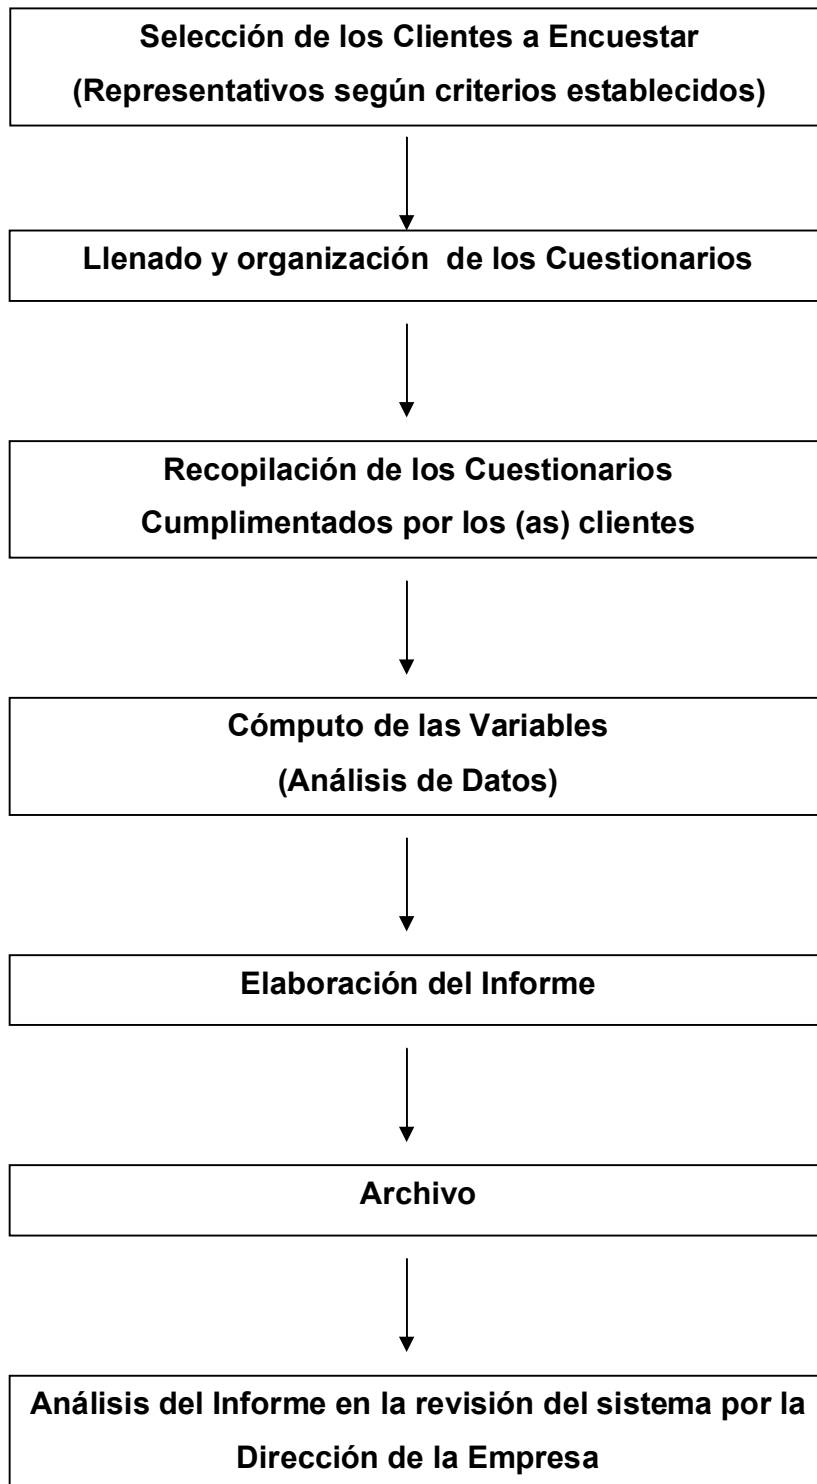 Selección de los Clientes a Encuestar
(Representativos según criterios establecidos)
Llenado y organización de los Cuestionarios
Recopilación de los Cuestionarios
Cumplimentados por los (as) clientes
Cómputo de las Variables
(Análisis de Datos)
Elaboración del Informe
Archivo
Análisis del Informe en la revisión del sistema por la
Dirección de la Empresa